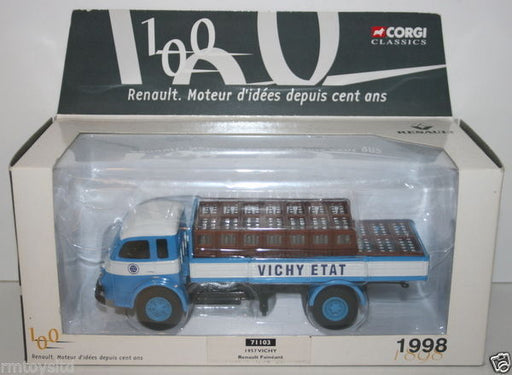 100
CORGI
CLASSICS
Renault. Moteur d'idées depuis cent ans
RENAULT
VICHY ETAT
100
Renault. Moteur d'idées depuis cent ans
71103
1957 VICHY
Renault Faineant
1998
1898
rmtoysltd